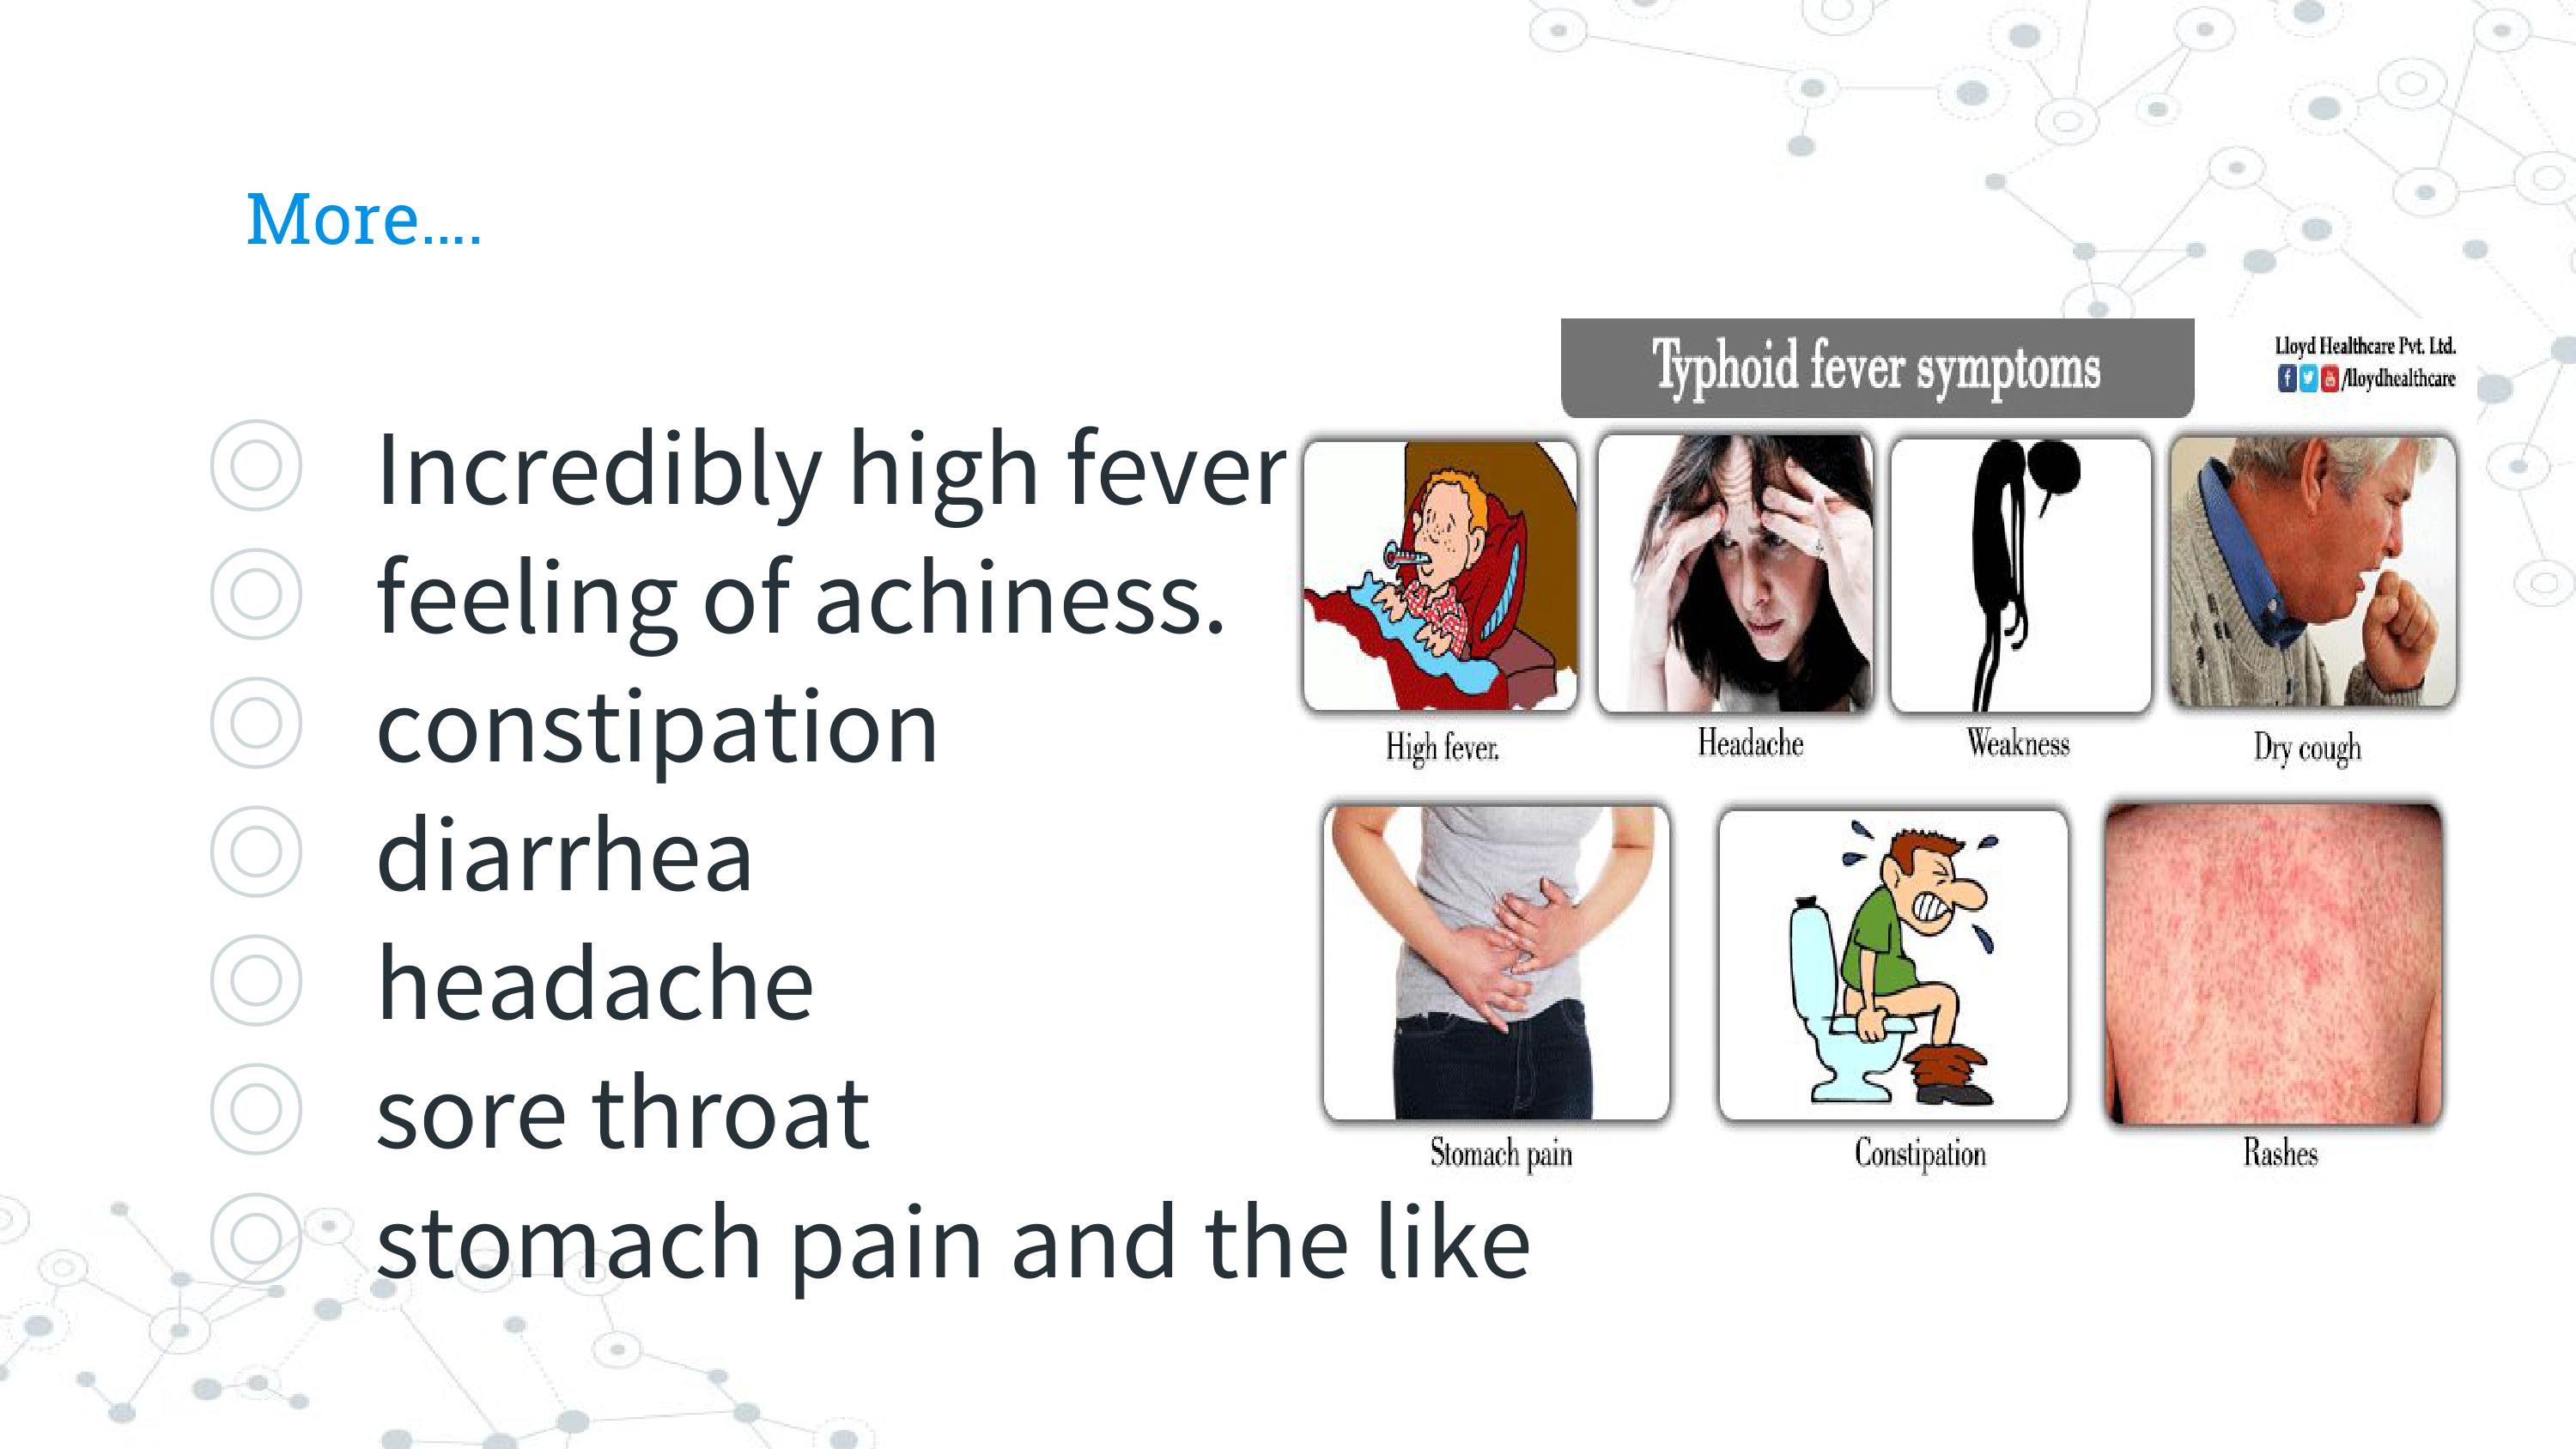 More....
Incredibly high fever
feeling of achiness.
constipation
diarrhea
headache
sore throat
stomach pain and the like
Typhoid fever symptoms
Lloyd Healthcare Pvt. Ltd.
/lloydhealthcare
High fever.
Headache
Weakness
Dry cough
Stomach pain
Constipation
Rashes